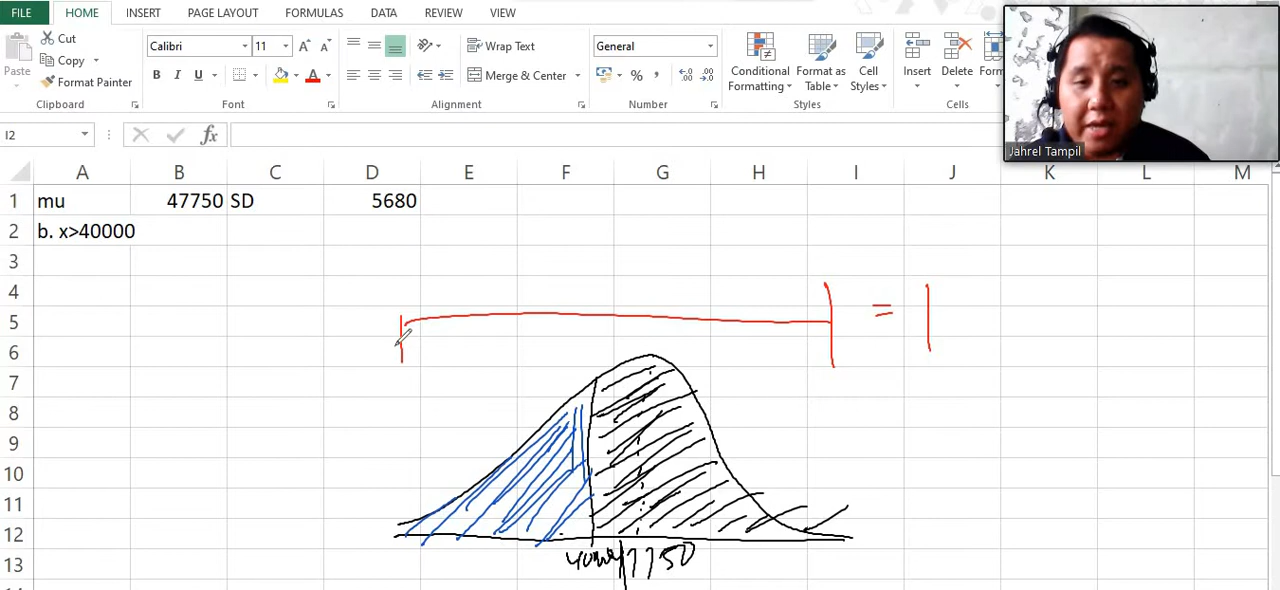 FILE HOME INSERT PAGE LAYOUT FORMULAS DATA REVIEW VIEW
Cut
Copy
Format Painter
Paste
Clipboard
Calibri 11 A A
B I U A
Font
Wrap Text
Merge & Center
Alignment
General
% ,
Number
Conditional Formatting
Format as Table
Cell Styles
Styles
Insert Delete Form
Cells
Jahrel Tampil
I2 fx
A B C D E F G H I J K L M
1 mu 47750 SD 5680
2 b. x>40000
3
4
5
= 1
6
7
8
9
10
11
12
13